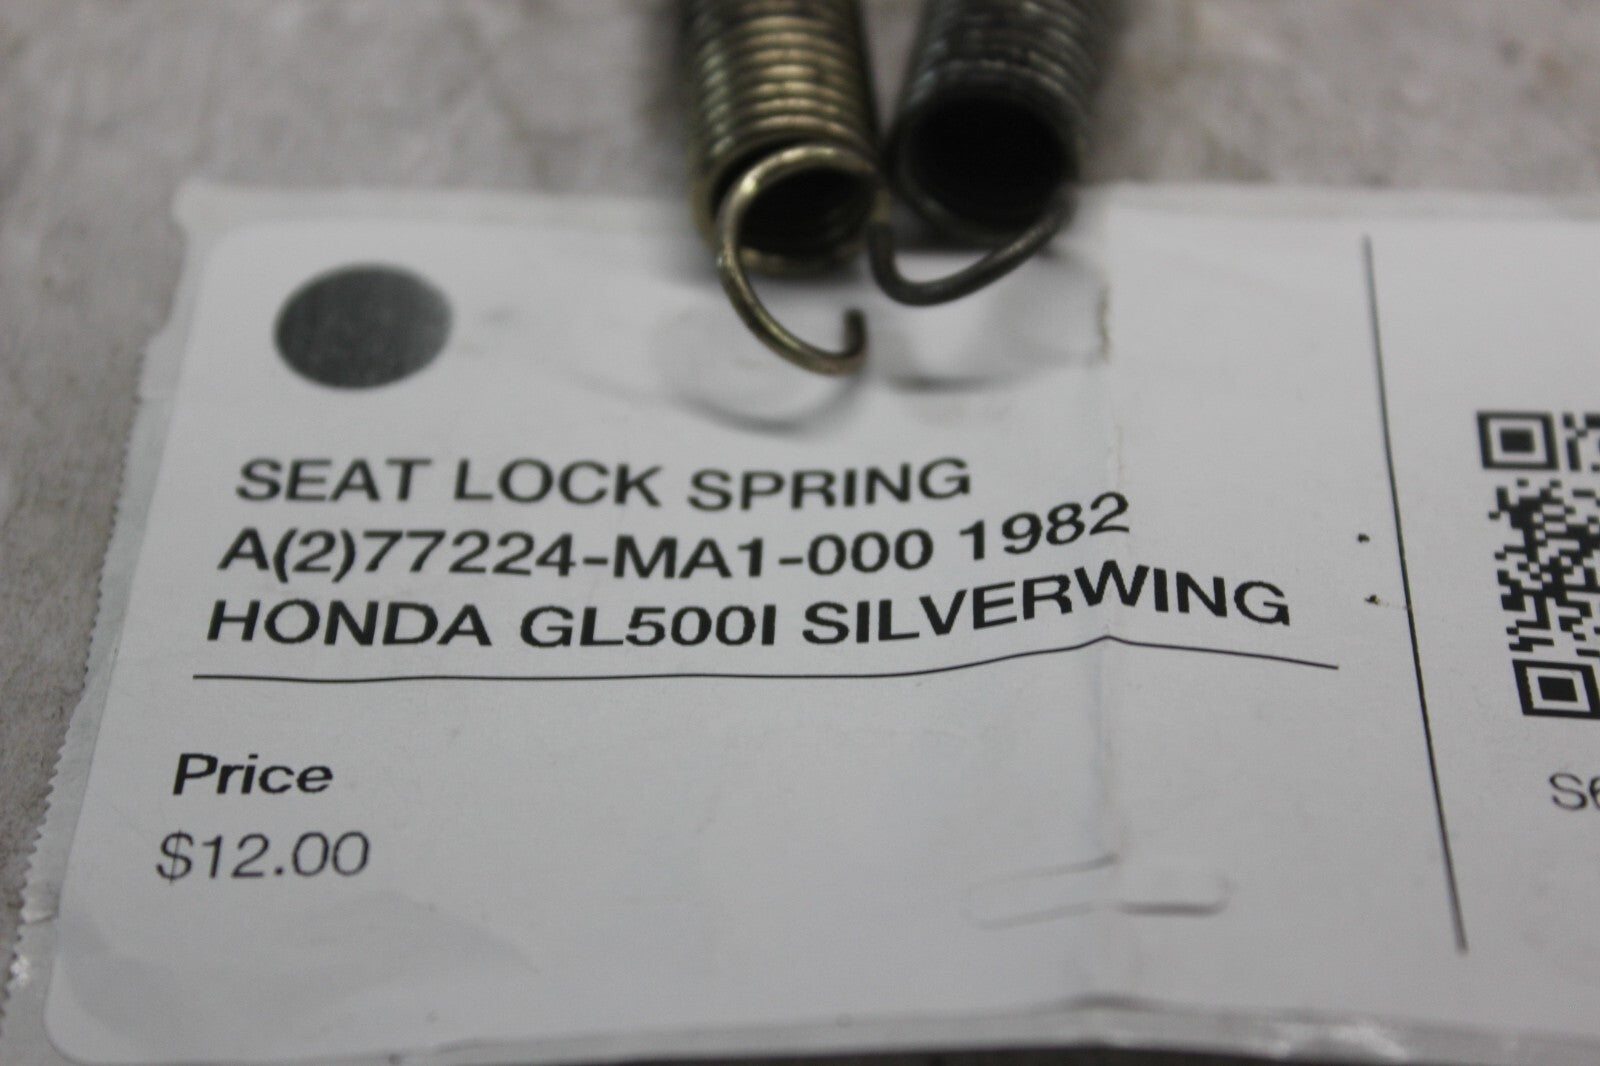 SEAT LOCK SPRING
A(2)77224-MA1-000 1982
HONDA GL500I SILVERWING
Price
$12.00